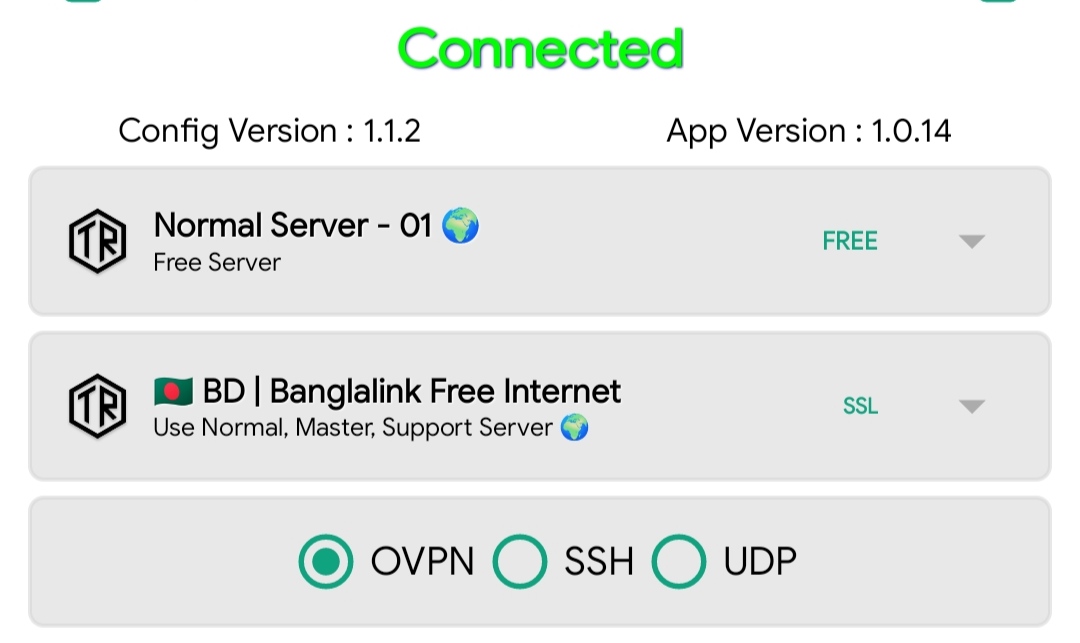 Connected
Config Version : 1.1.2
App Version : 1.0.14
TR
Normal Server - 01 🌍
Free Server
FREE
TR
🇧🇩 BD | Banglalink Free Internet
Use Normal, Master, Support Server 🌍
SSL
OVPN SSH UDP